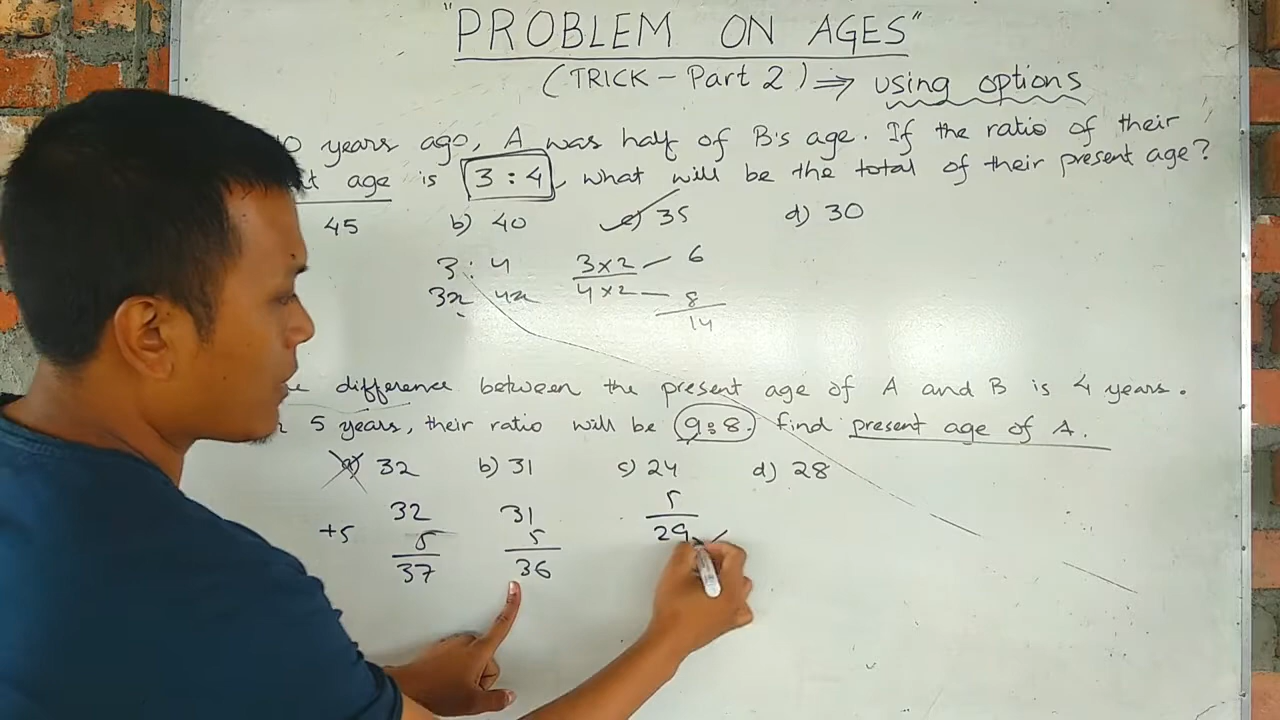 "PROBLEM ON AGES"
(TRICK - Part 2) ⇒ using options
0 years ago, A was half of B's age. If the ratio of their
age is 3 : 4, what will be the total of their present age?
45 b) 40 c) 35 d) 30
3 : 4 3×2 — 6
3x 4x 4×2 — 8
14
difference between the present age of A and B is 4 years.
5 years, their ratio will be 9:8. find present age of A.
a) 32 b) 31 c) 24 d) 28
32 31 5
+5 5 5 29
37 36